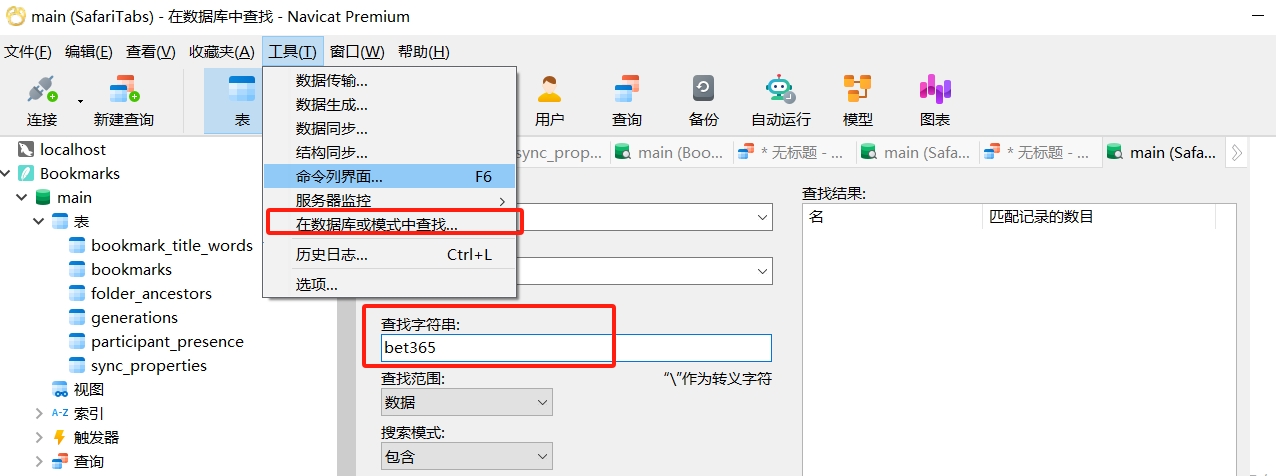 main (SafariTabs) - 在数据库中查找 - Navicat Premium
文件(F) 编辑(E) 查看(V) 收藏夹(A) 工具(T) 窗口(W) 帮助(H)
连接 新建查询 表 用户 查询 备份 自动运行 模型 图表
数据传输...
数据生成...
数据同步...
结构同步...
命令列界面... F6
服务器监控
在数据库或模式中查找...
历史日志... Ctrl+L
选项...
localhost
Bookmarks
main
表
bookmark_title_words
bookmarks
folder_ancestors
generations
participant_presence
sync_properties
视图
A-Z 索引
触发器
查询
sync_prop... main (Boo... * 无标题 - ... main (Safa... * 无标题 - ... main (Safa...
查找字符串:
bet365
"\"作为转义字符
查找范围:
数据
搜索模式:
包含
查找结果:
名 匹配记录的数目